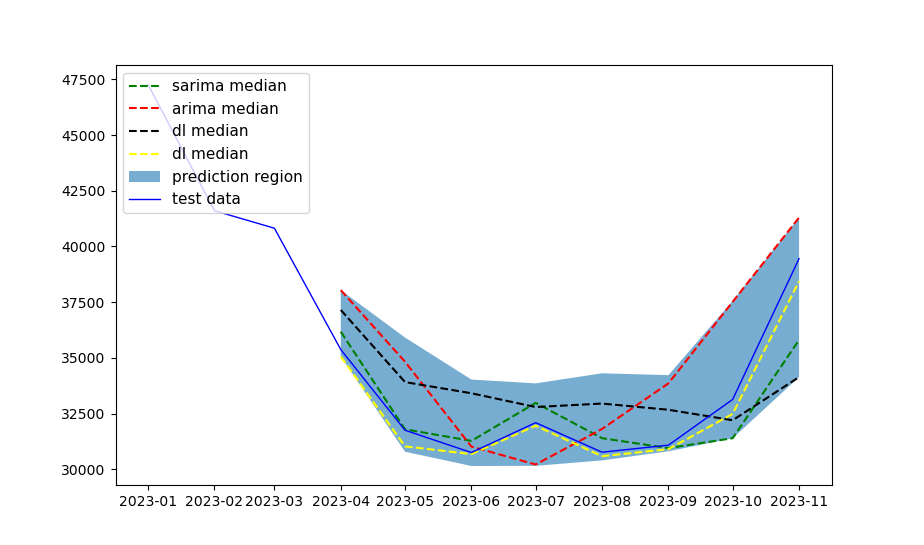 47500
45000
42500
40000
37500
35000
32500
30000
sarima median
arima median
dl median
dl median
prediction region
test data
2023-01 2023-02 2023-03 2023-04 2023-05 2023-06 2023-07 2023-08 2023-09 2023-10 2023-11